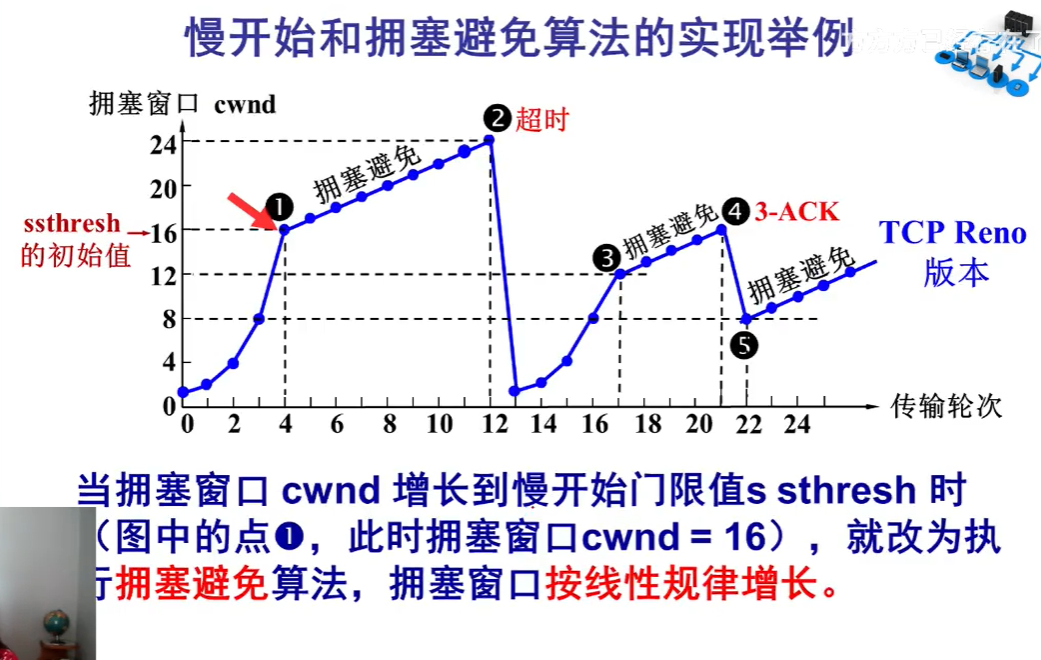 慢开始和拥塞避免算法的实现举例
拥塞窗口 cwnd
❷ 超时
24
拥塞避免
20
❶
ssthresh
的初始值
16
拥塞避免
❹ 3-ACK
TCP Reno
版本
12
❸
拥塞避免
8
❺
4
0
0 2 4 6 8 10 12 14 16 18 20 22 24
传输轮次
当拥塞窗口 cwnd 增长到慢开始门限值s sthresh 时
（图中的点❶，此时拥塞窗口cwnd = 16），就改为执
行拥塞避免算法，拥塞窗口按线性规律增长。